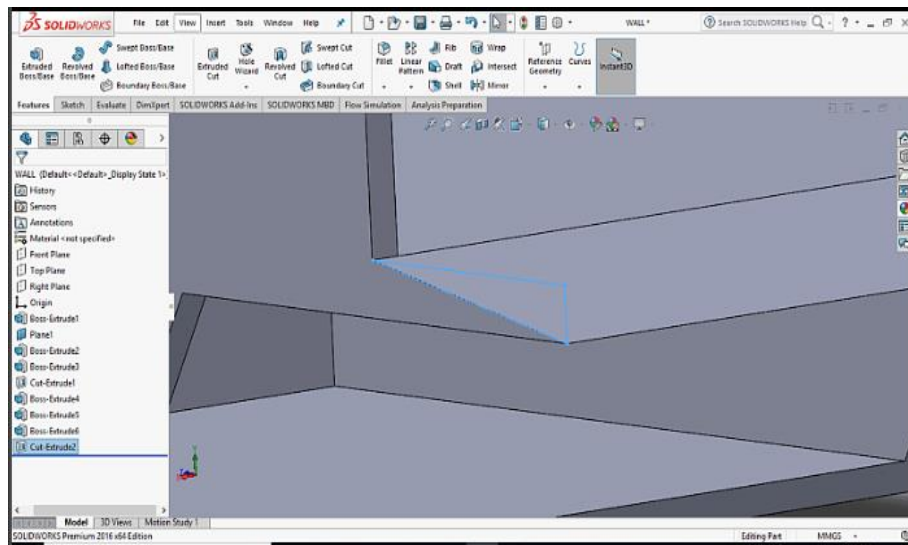 SOLIDWORKS File Edit View Insert Tools Window Help WALL * Search SOLIDWORKS Help
Extruded Boss/Base
Revolved Boss/Base
Swept Boss/Base
Lofted Boss/Base
Boundary Boss/Base
Extruded Cut
Hole Wizard
Revolved Cut
Swept Cut
Lofted Cut
Boundary Cut
Fillet
Linear Pattern
Rib
Draft
Shell
Wrap
Intersect
Mirror
Reference Geometry
Curves
Instant3D
Features Sketch Evaluate DimXpert SOLIDWORKS Add-Ins SOLIDWORKS MBD Flow Simulation Analysis Preparation
WALL (Default<<Default>_Display State 1>
History
Sensors
Annotations
Material <not specified>
Front Plane
Top Plane
Right Plane
Origin
Boss-Extrude1
Plane1
Boss-Extrude2
Boss-Extrude3
Cut-Extrude1
Boss-Extrude4
Boss-Extrude5
Boss-Extrude6
Cut-Extrude2
Model 3D Views Motion Study 1
SOLIDWORKS Premium 2016 x64 Edition Editing Part MMGS